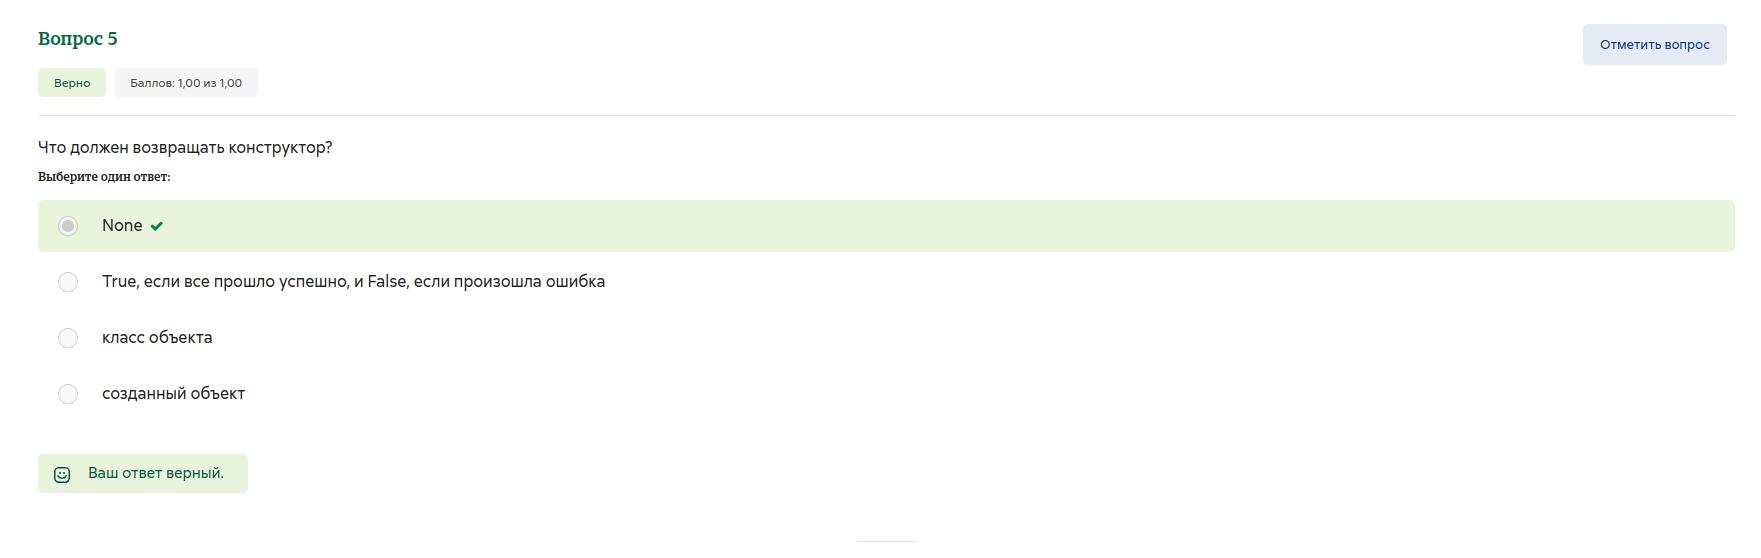 Вопрос 5
Отметить вопрос
Верно
Баллов: 1,00 из 1,00
Что должен возвращать конструктор?
Выберите один ответ:
None
True, если все прошло успешно, и False, если произошла ошибка
класс объекта
созданный объект
Ваш ответ верный.